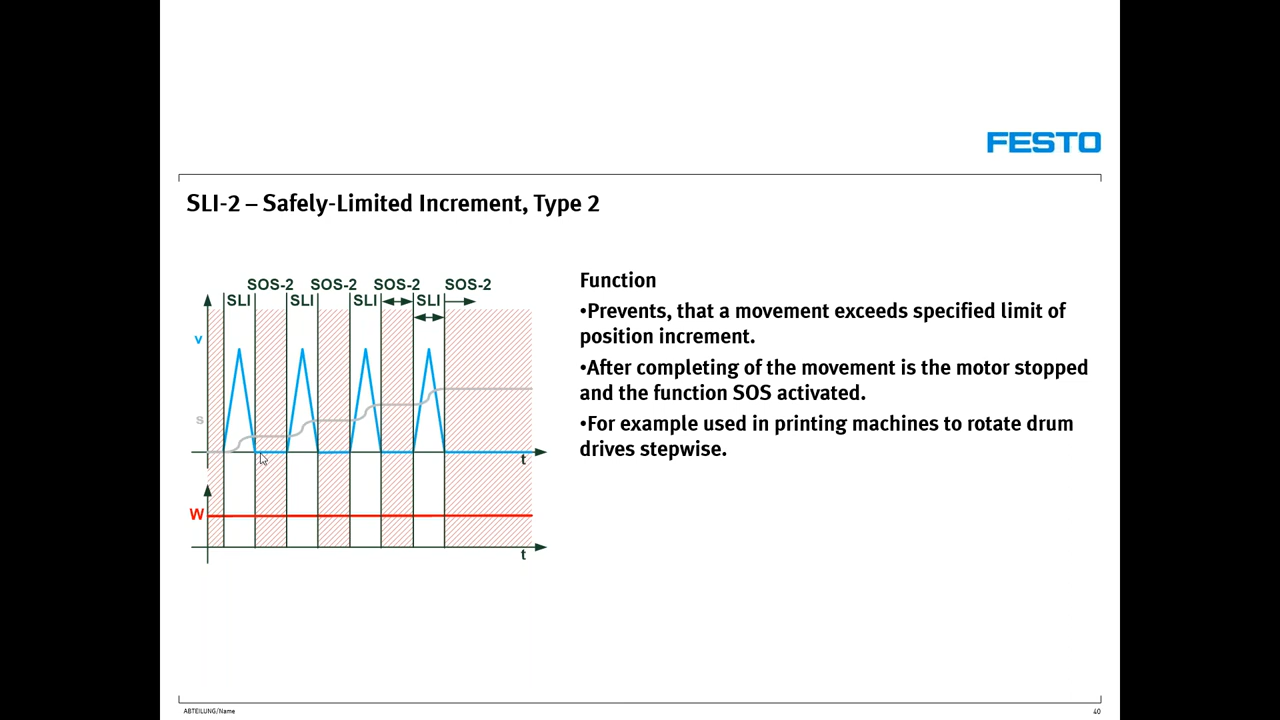 FESTO
SLI-2 – Safely-Limited Increment, Type 2
SOS-2 SOS-2 SOS-2 SOS-2
SLI SLI SLI SLI
v
s
t
W
t
Function
•Prevents, that a movement exceeds specified limit of
position increment.
•After completing of the movement is the motor stopped
and the function SOS activated.
•For example used in printing machines to rotate drum
drives stepwise.
ABTEILUNG/Name
40